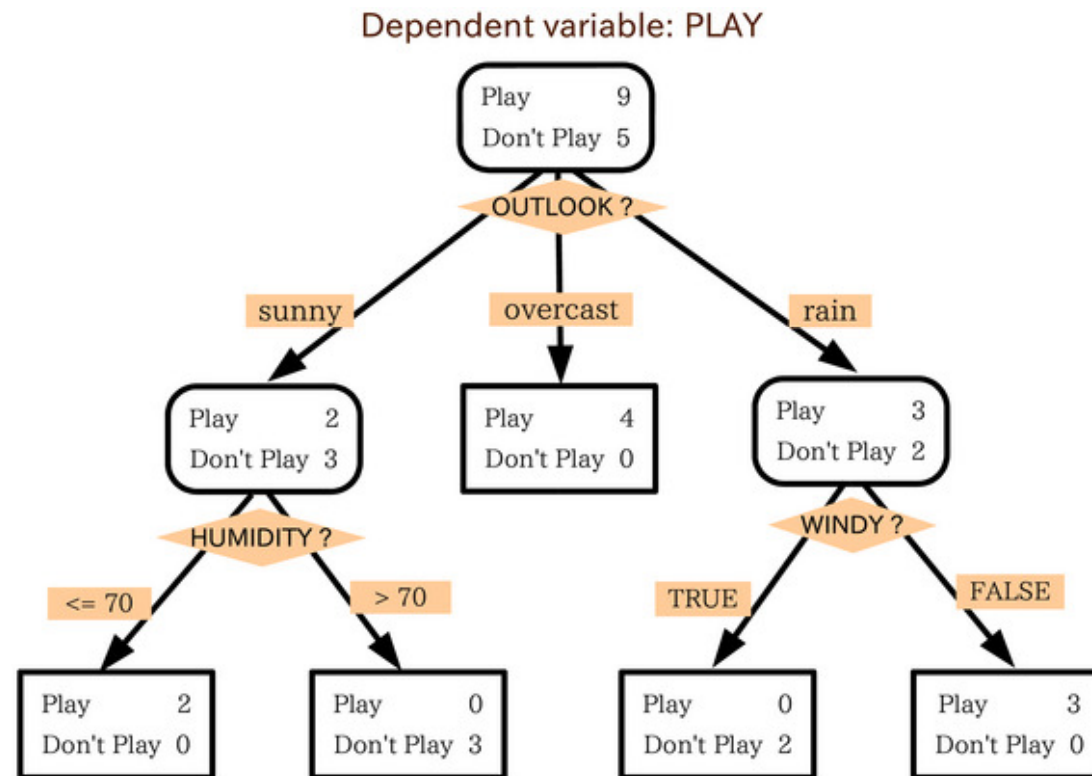 Dependent variable: PLAY
Play 9
Don't Play 5
OUTLOOK ?
sunny
overcast
rain
Play 2
Don't Play 3
Play 4
Don't Play 0
Play 3
Don't Play 2
HUMIDITY ?
WINDY ?
<= 70
> 70
TRUE
FALSE
Play 2
Don't Play 0
Play 0
Don't Play 3
Play 0
Don't Play 2
Play 3
Don't Play 0